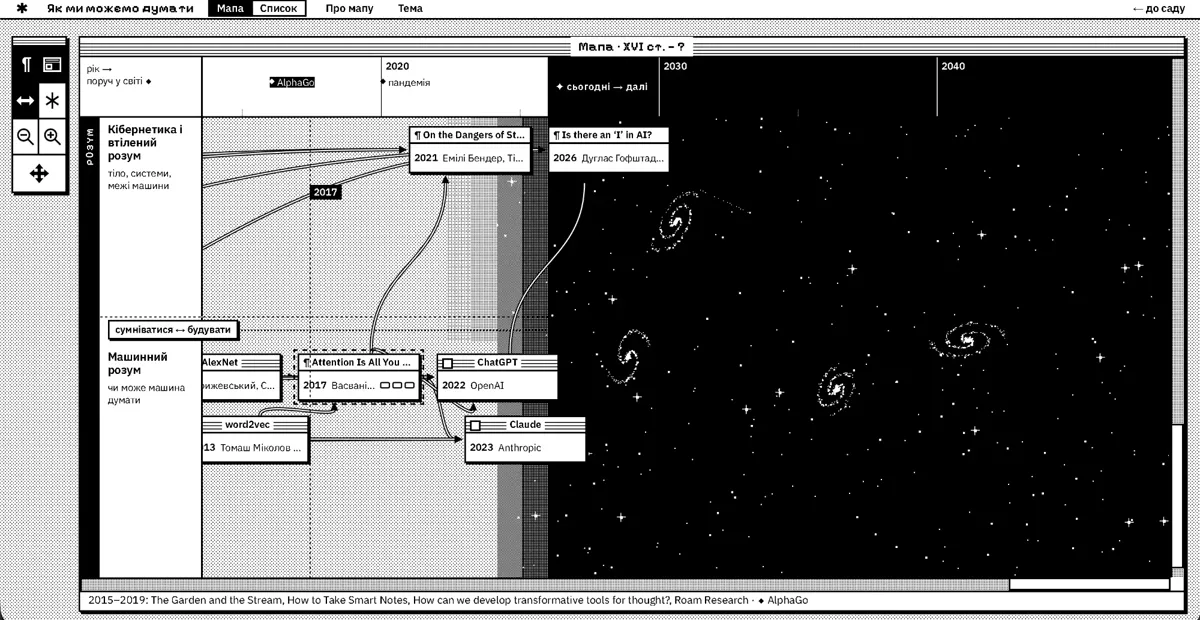 Як ми можемо думати
Мапа
Список
Про мапу
Тема
← до саду
Мапа · XVI ст. – ?
рік →
поруч у світі ◆
◆ AlphaGo
2020
◆ пандемія
✦ сьогодні → далі
2030
2040
РОЗУМ
Кібернетика і
втілений
розум
тіло, системи,
межі машини
¶ On the Dangers of St...
2021 Емілі Бендер, Ті...
¶ Is there an ‘I’ in AI?
2026 Дуглас Гофштад...
2017
сумніватися ↔ будувати
Машинний
розум
чи може машина
думати
AlexNet
рижевський, С...
¶ Attention Is All You ...
2017 Васвані...
ChatGPT
2022 OpenAI
word2vec
13 Томаш Міколов ...
Claude
2023 Anthropic
2015–2019: The Garden and the Stream, How to Take Smart Notes, How can we develop transformative tools for thought?, Roam Research · ◆ AlphaGo